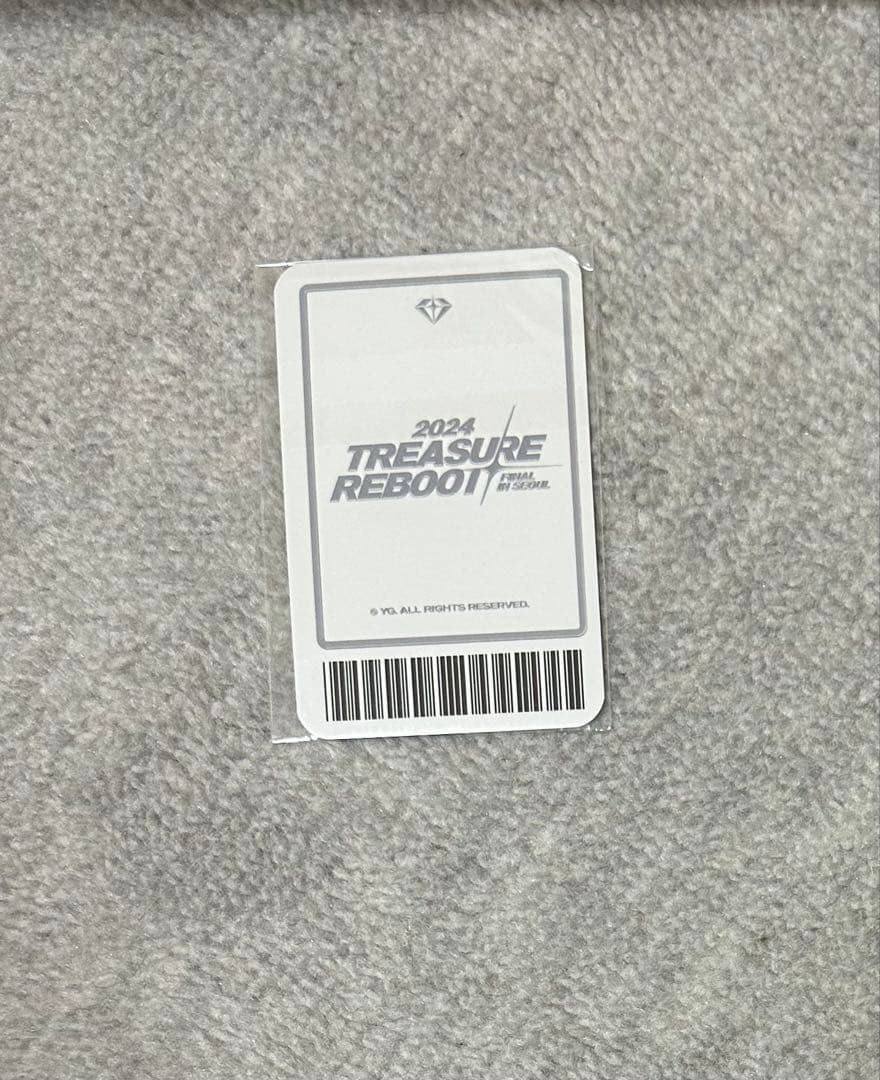 2024
TREASURE
REBOOT FINAL
IN SEOUL
© YG. ALL RIGHTS RESERVED.